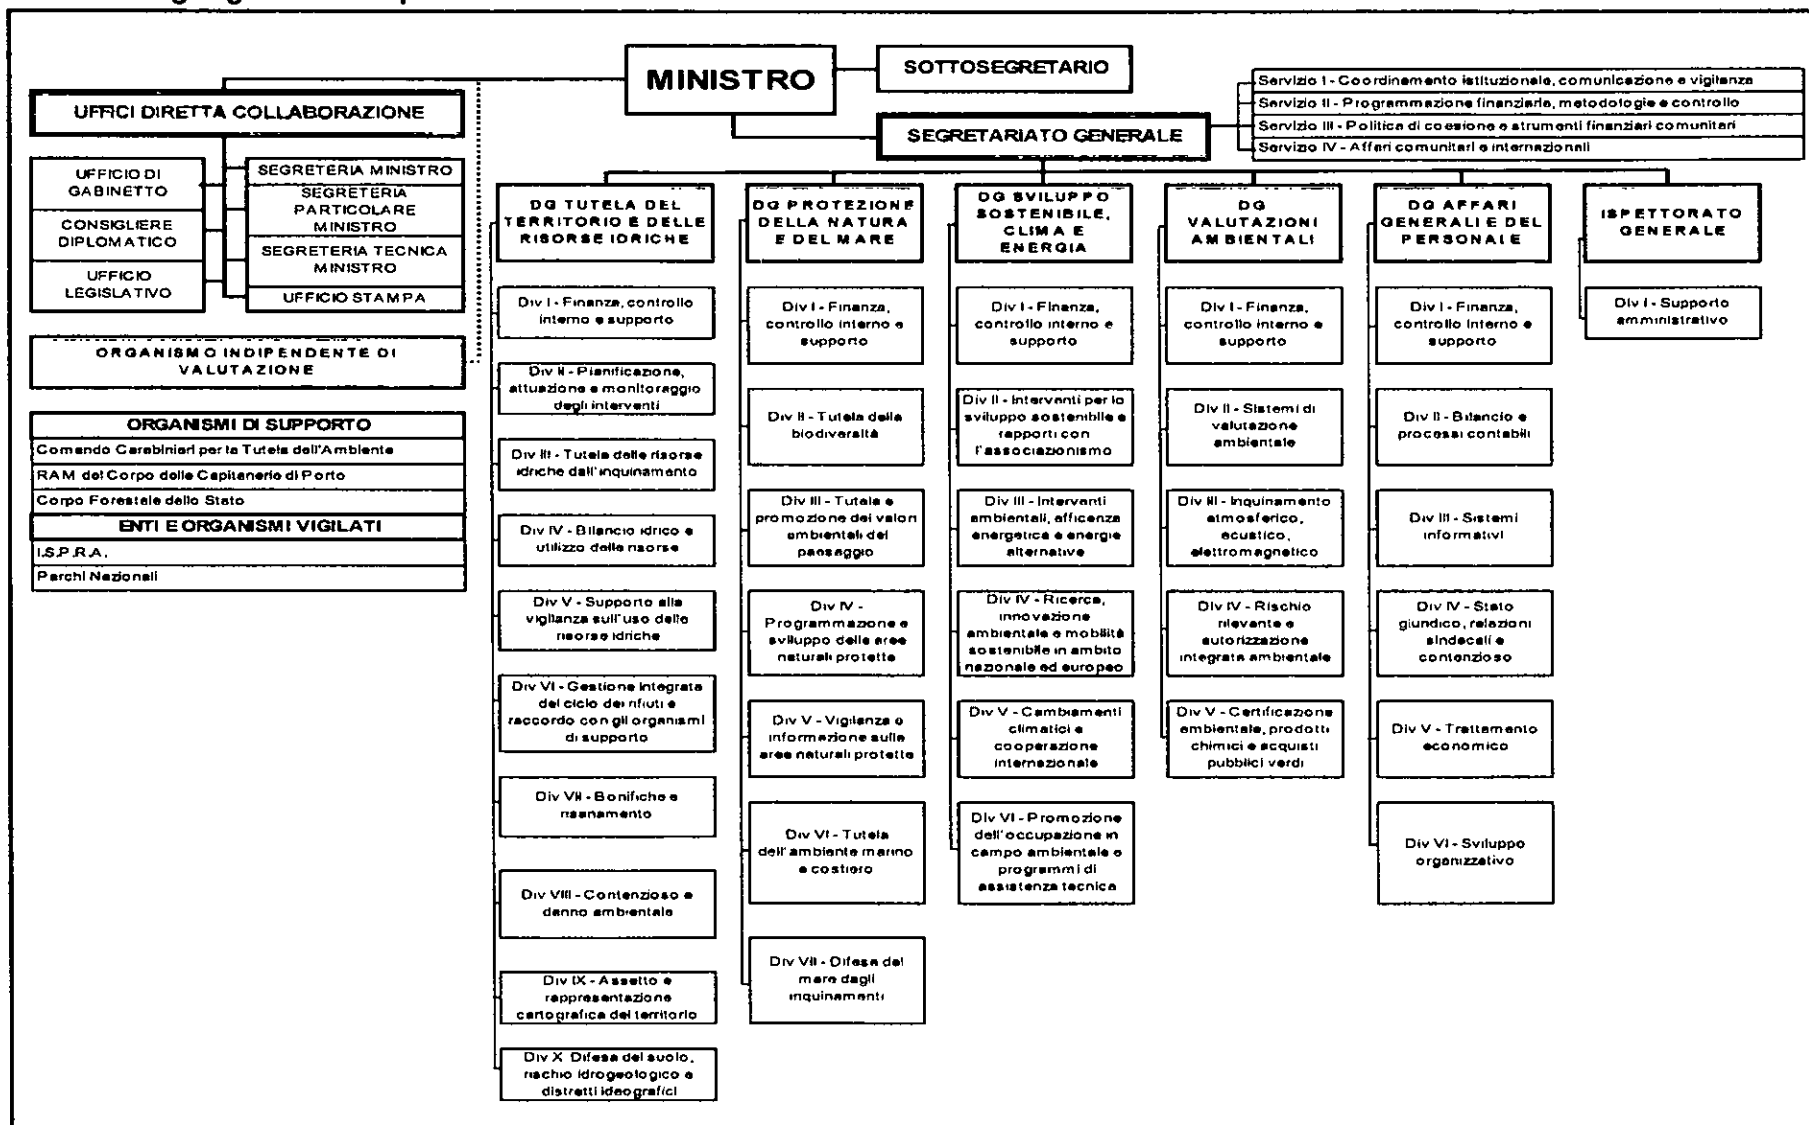 MINISTRO
SOTTOSEGRETARIO
SEGRETARIATO GENERALE
Servizio I - Coordinamento istituzionale, comunicazione e vigilanza
Servizio II - Programmazione finanziaria, metodologie e controllo
Servizio III - Politica di coesione e strumenti finanziari comunitari
Servizio IV - Affari comunitari e internazionali
UFFICI DIRETTA COLLABORAZIONE
UFFICIO DI
GABINETTO
CONSIGLIERE
DIPLOMATICO
UFFICIO
LEGISLATIVO
SEGRETERIA MINISTRO
SEGRETERIA
PARTICOLARE
MINISTRO
SEGRETERIA TECNICA
MINISTRO
UFFICIO STAMPA
ORGANISMO INDIPENDENTE DI
VALUTAZIONE
ORGANISMI DI SUPPORTO
Comando Carabinieri per la Tutela dell'Ambiente
RAM del Corpo delle Capitanerie di Porto
Corpo Forestale dello Stato
ENTI E ORGANISMI VIGILATI
I.S.P.R.A.
Parchi Nazionali
DG TUTELA DEL
TERRITORIO E DELLE
RISORSE IDRICHE
Div I - Finanza, controllo
interno e supporto
Div II - Pianificazione,
attuazione e monitoraggio
degli interventi
Div III - Tutela delle risorse
idriche dall'inquinamento
Div IV - Bilancio idrico e
utilizzo delle risorse
Div V - Supporto alla
vigilanza sull'uso delle
risorse idriche
Div VI - Gestione integrata
del ciclo dei rifiuti e
raccordo con gli organismi
di supporto
Div VII - Bonifiche e
risanamento
Div VIII - Contenzioso e
danno ambientale
Div IX - Assetto e
rappresentazione
cartografica del territorio
Div X Difesa del suolo,
rischio idrogeologico e
distretti ideografici
DG PROTEZIONE
DELLA NATURA
E DEL MARE
Div I - Finanza,
controllo interno e
supporto
Div II - Tutela della
biodiversità
Div III - Tutela e
promozione dei valori
ambientali del
paesaggio
Div IV -
Programmazione e
sviluppo delle aree
naturali protette
Div V - Vigilanza e
informazione sulle
aree naturali protette
Div VI - Tutela
dell'ambiente marino
e costiero
Div VII - Difesa del
mare dagli
inquinamenti
DG SVILUPPO
SOSTENIBILE,
CLIMA E
ENERGIA
Div I - Finanza,
controllo interno e
supporto
Div II - Interventi per lo
sviluppo sostenibile e
rapporti con
l'associazionismo
Div III - Interventi
ambientali, efficenza
energetica e energie
alternative
Div IV - Ricerca,
innovazione
ambientale e mobilità
sostenibile in ambito
nazionale ed europeo
Div V - Cambiamenti
climatici e
cooperazione
internazionale
Div VI - Promozione
dell'occupazione in
campo ambientale e
programmi di
assistenza tecnica
DG
VALUTAZIONI
AMBIENTALI
Div I - Finanza,
controllo interno e
supporto
Div II - Sistemi di
valutazione
ambientale
Div III - Inquinamento
atmosferico,
acustico,
elettromagnetico
Div IV - Rischio
rilevante e
autorizzazione
integrata ambientale
Div V - Certificazione
ambientale, prodotti
chimici e acquisti
pubblici verdi
DG AFFARI
GENERALI E DEL
PERSONALE
Div I - Finanza,
controllo interno e
supporto
Div II - Bilancio e
processi contabili
Div III - Sistemi
informativi
Div IV - Stato
giuridico, relazioni
sindacali e
contenzioso
Div V - Trattamento
economico
Div VI - Sviluppo
organizzativo
ISPETTORATO
GENERALE
Div I - Supporto
amministrativo